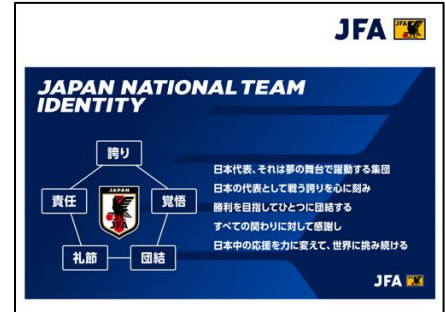 JFA
JAPAN NATIONAL TEAM
IDENTITY
誇り
責任
覚悟
礼節
団結
JAPAN
JFA
日本代表、それは夢の舞台で躍動する集団
日本の代表として戦う誇りを心に刻み
勝利を目指してひとつに団結する
すべての関わりに対して感謝し
日本中の応援を力に変えて、世界に挑み続ける
JFA